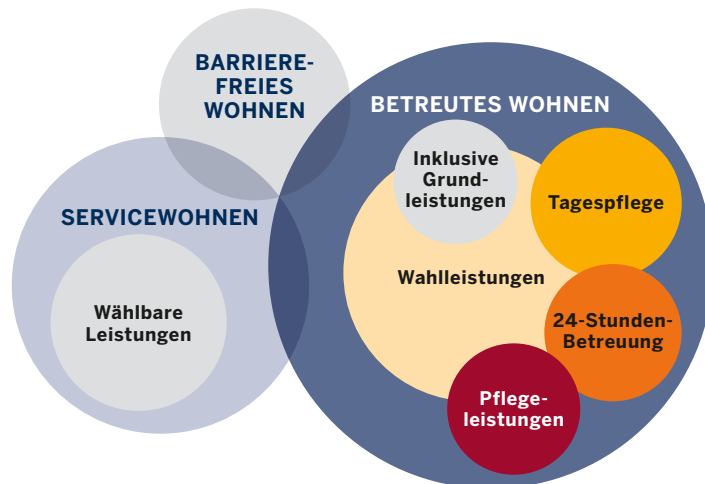 BARRIERE-
FREIES
WOHNEN
BETREUTES WOHNEN
Inklusive
Grund-
leistungen
Tagespflege
SERVICEWOHNEN
Wahlleistungen
Wählbare
Leistungen
24-Stunden-
Betreuung
Pflege-
leistungen